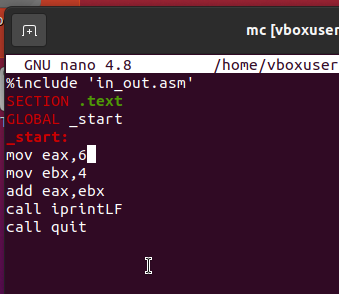 mc [vboxuser
GNU nano 4.8 /home/vboxuser
%include 'in_out.asm'
SECTION .text
GLOBAL _start
_start:
mov eax,6
mov ebx,4
add eax,ebx
call iprintLF
call quit